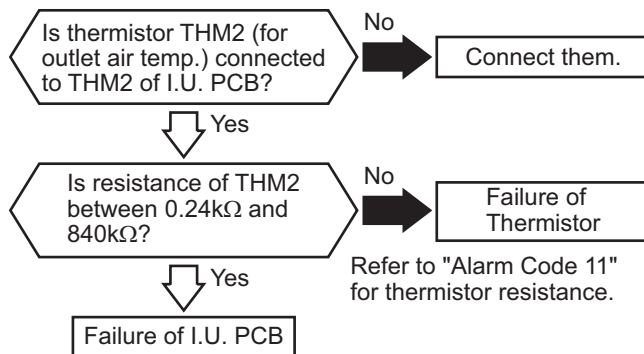 Is thermistor THM2 (for
outlet air temp.) connected
to THM2 of I.U. PCB?
No
Connect them.
Yes
Is resistance of THM2
between 0.24kΩ and
840kΩ?
No
Failure of
Thermistor
Refer to "Alarm Code 11"
for thermistor resistance.
Yes
Failure of I.U. PCB